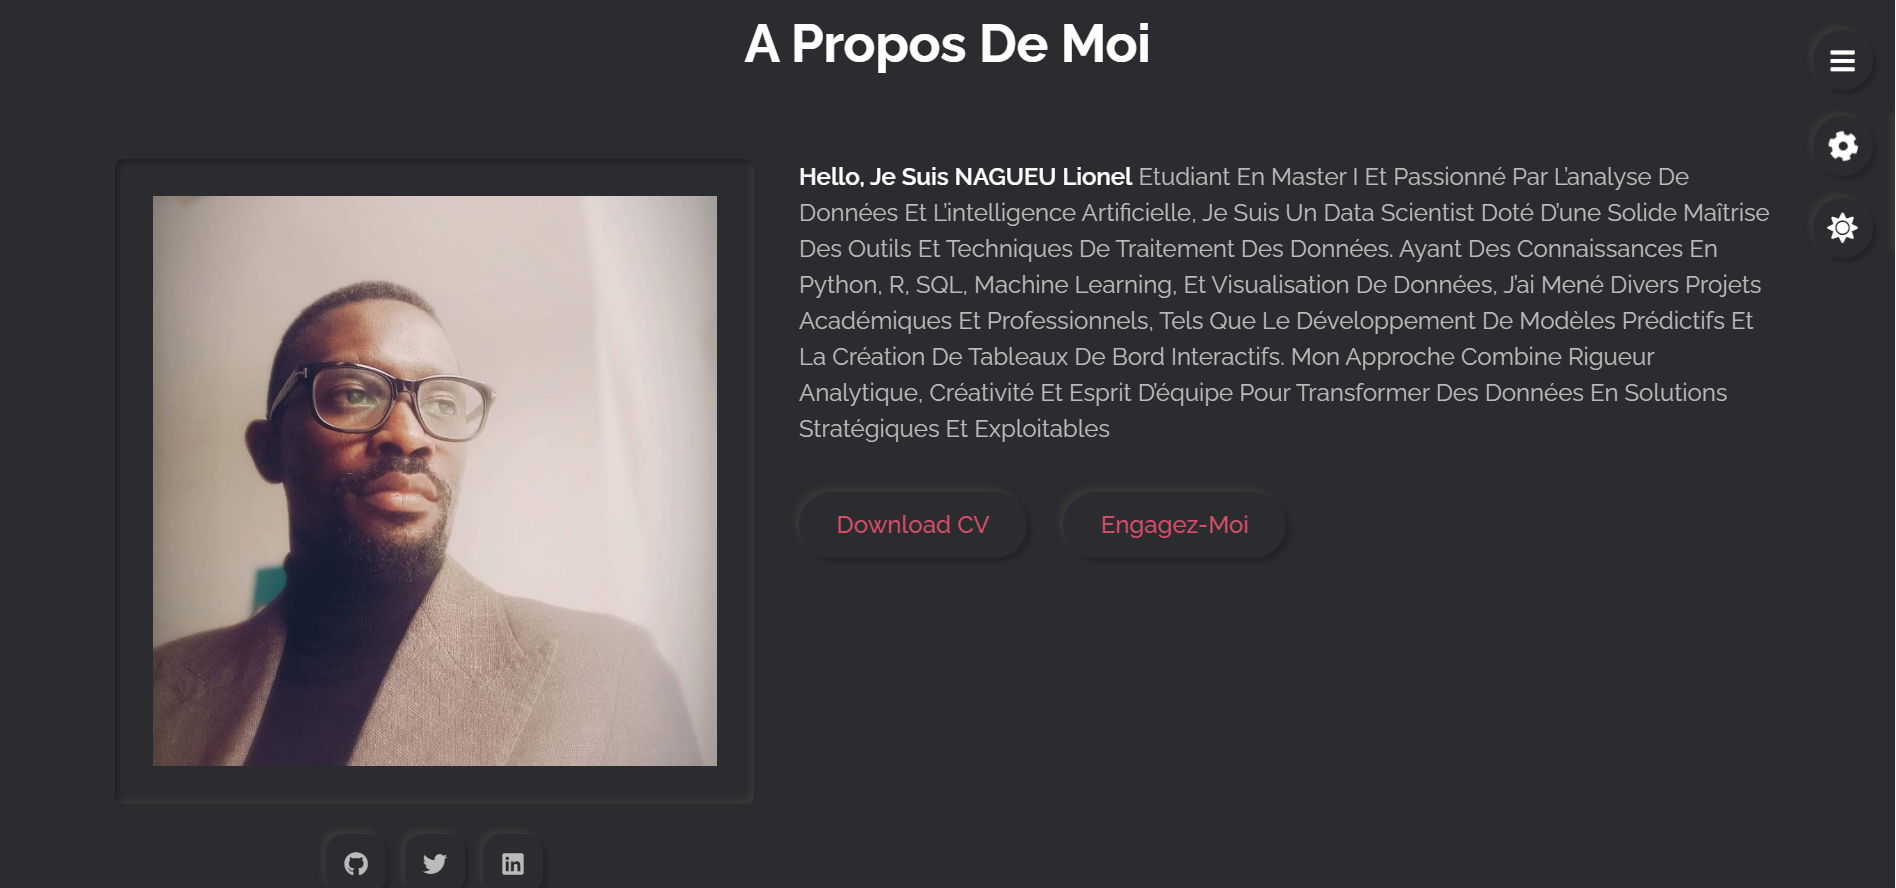 A Propos De Moi
Hello, Je Suis NAGUEU Lionel Etudiant En Master I Et Passionné Par L'analyse De
Données Et L'intelligence Artificielle, Je Suis Un Data Scientist Doté D'une Solide Maîtrise
Des Outils Et Techniques De Traitement Des Données. Ayant Des Connaissances En
Python, R, SQL, Machine Learning, Et Visualisation De Données, J'ai Mené Divers Projets
Académiques Et Professionnels, Tels Que Le Développement De Modèles Prédictifs Et
La Création De Tableaux De Bord Interactifs. Mon Approche Combine Rigueur
Analytique, Créativité Et Esprit D'équipe Pour Transformer Des Données En Solutions
Stratégiques Et Exploitables
Download CV
Engagez-Moi